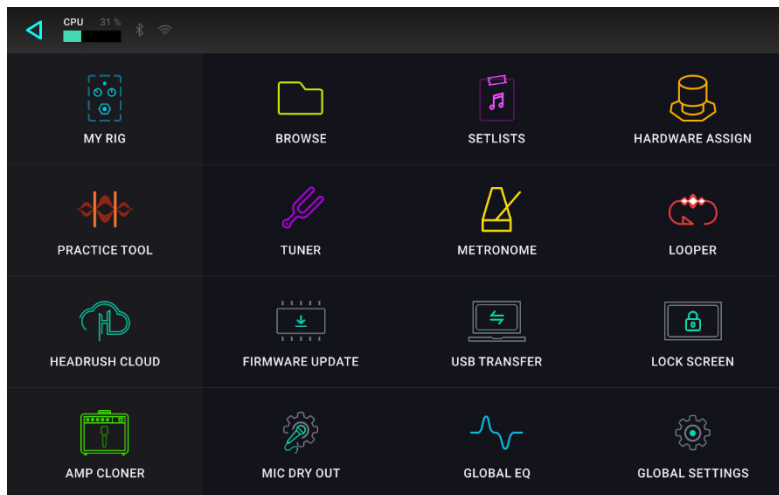 CPU 31 %
MY RIG
BROWSE
SETLISTS
HARDWARE ASSIGN
PRACTICE TOOL
TUNER
METRONOME
LOOPER
HEADRUSH CLOUD
FIRMWARE UPDATE
USB TRANSFER
LOCK SCREEN
AMP CLONER
MIC DRY OUT
GLOBAL EQ
GLOBAL SETTINGS